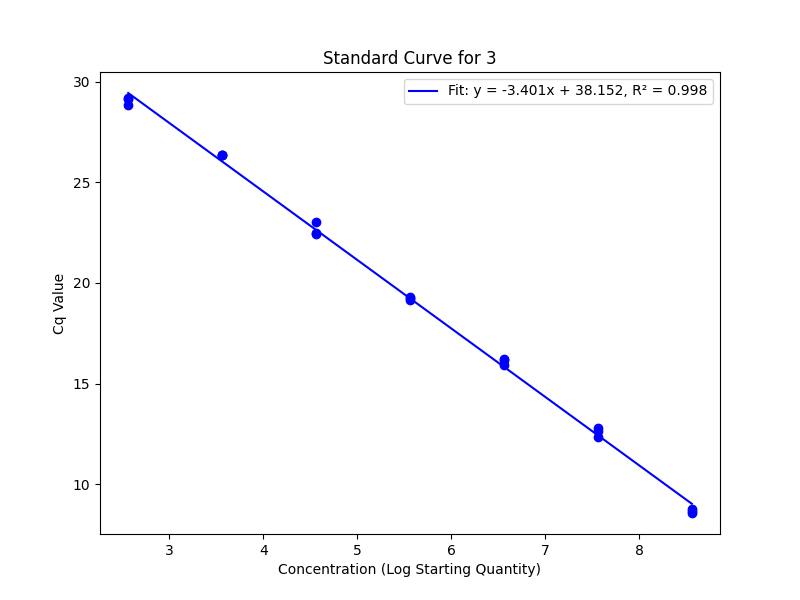 Standard Curve for 3
Fit: y = -3.401x + 38.152, R² = 0.998
30
25
20
15
10
Cq Value
3 4 5 6 7 8
Concentration (Log Starting Quantity)